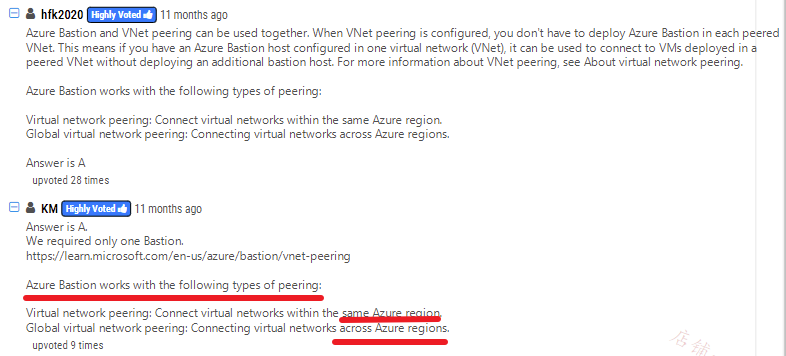 hfk2020 Highly Voted 11 months ago
Azure Bastion and VNet peering can be used together. When VNet peering is configured, you don't have to deploy Azure Bastion in each peered
VNet. This means if you have an Azure Bastion host configured in one virtual network (VNet), it can be used to connect to VMs deployed in a
peered VNet without deploying an additional bastion host. For more information about VNet peering, see About virtual network peering.
Azure Bastion works with the following types of peering:
Virtual network peering: Connect virtual networks within the same Azure region.
Global virtual network peering: Connecting virtual networks across Azure regions.
Answer is A
upvoted 28 times
KM Highly Voted 11 months ago
Answer is A.
We required only one Bastion.
https://learn.microsoft.com/en-us/azure/bastion/vnet-peering
Azure Bastion works with the following types of peering:
Virtual network peering: Connect virtual networks within the same Azure region.
Global virtual network peering: Connecting virtual networks across Azure regions.
upvoted 9 times
店铺